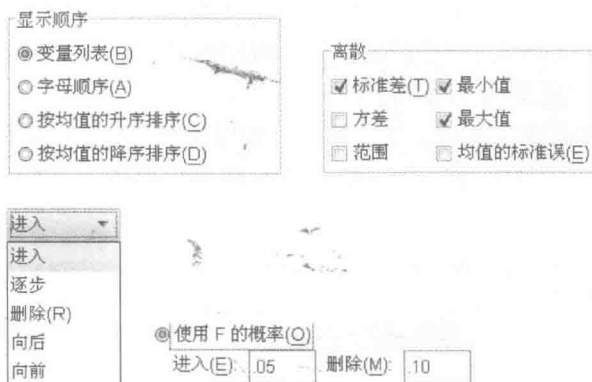 显示顺序
变量列表(B)
字母顺序(A)
按均值的升序排序(C)
按均值的降序排序(D)
离散
标准差(T) 最小值
方差 最大值
范围 均值的标准误(E)
进入
进入
逐步
删除(R)
向后
向前
使用 F 的概率(O)
进入(E): .05 删除(M): .10